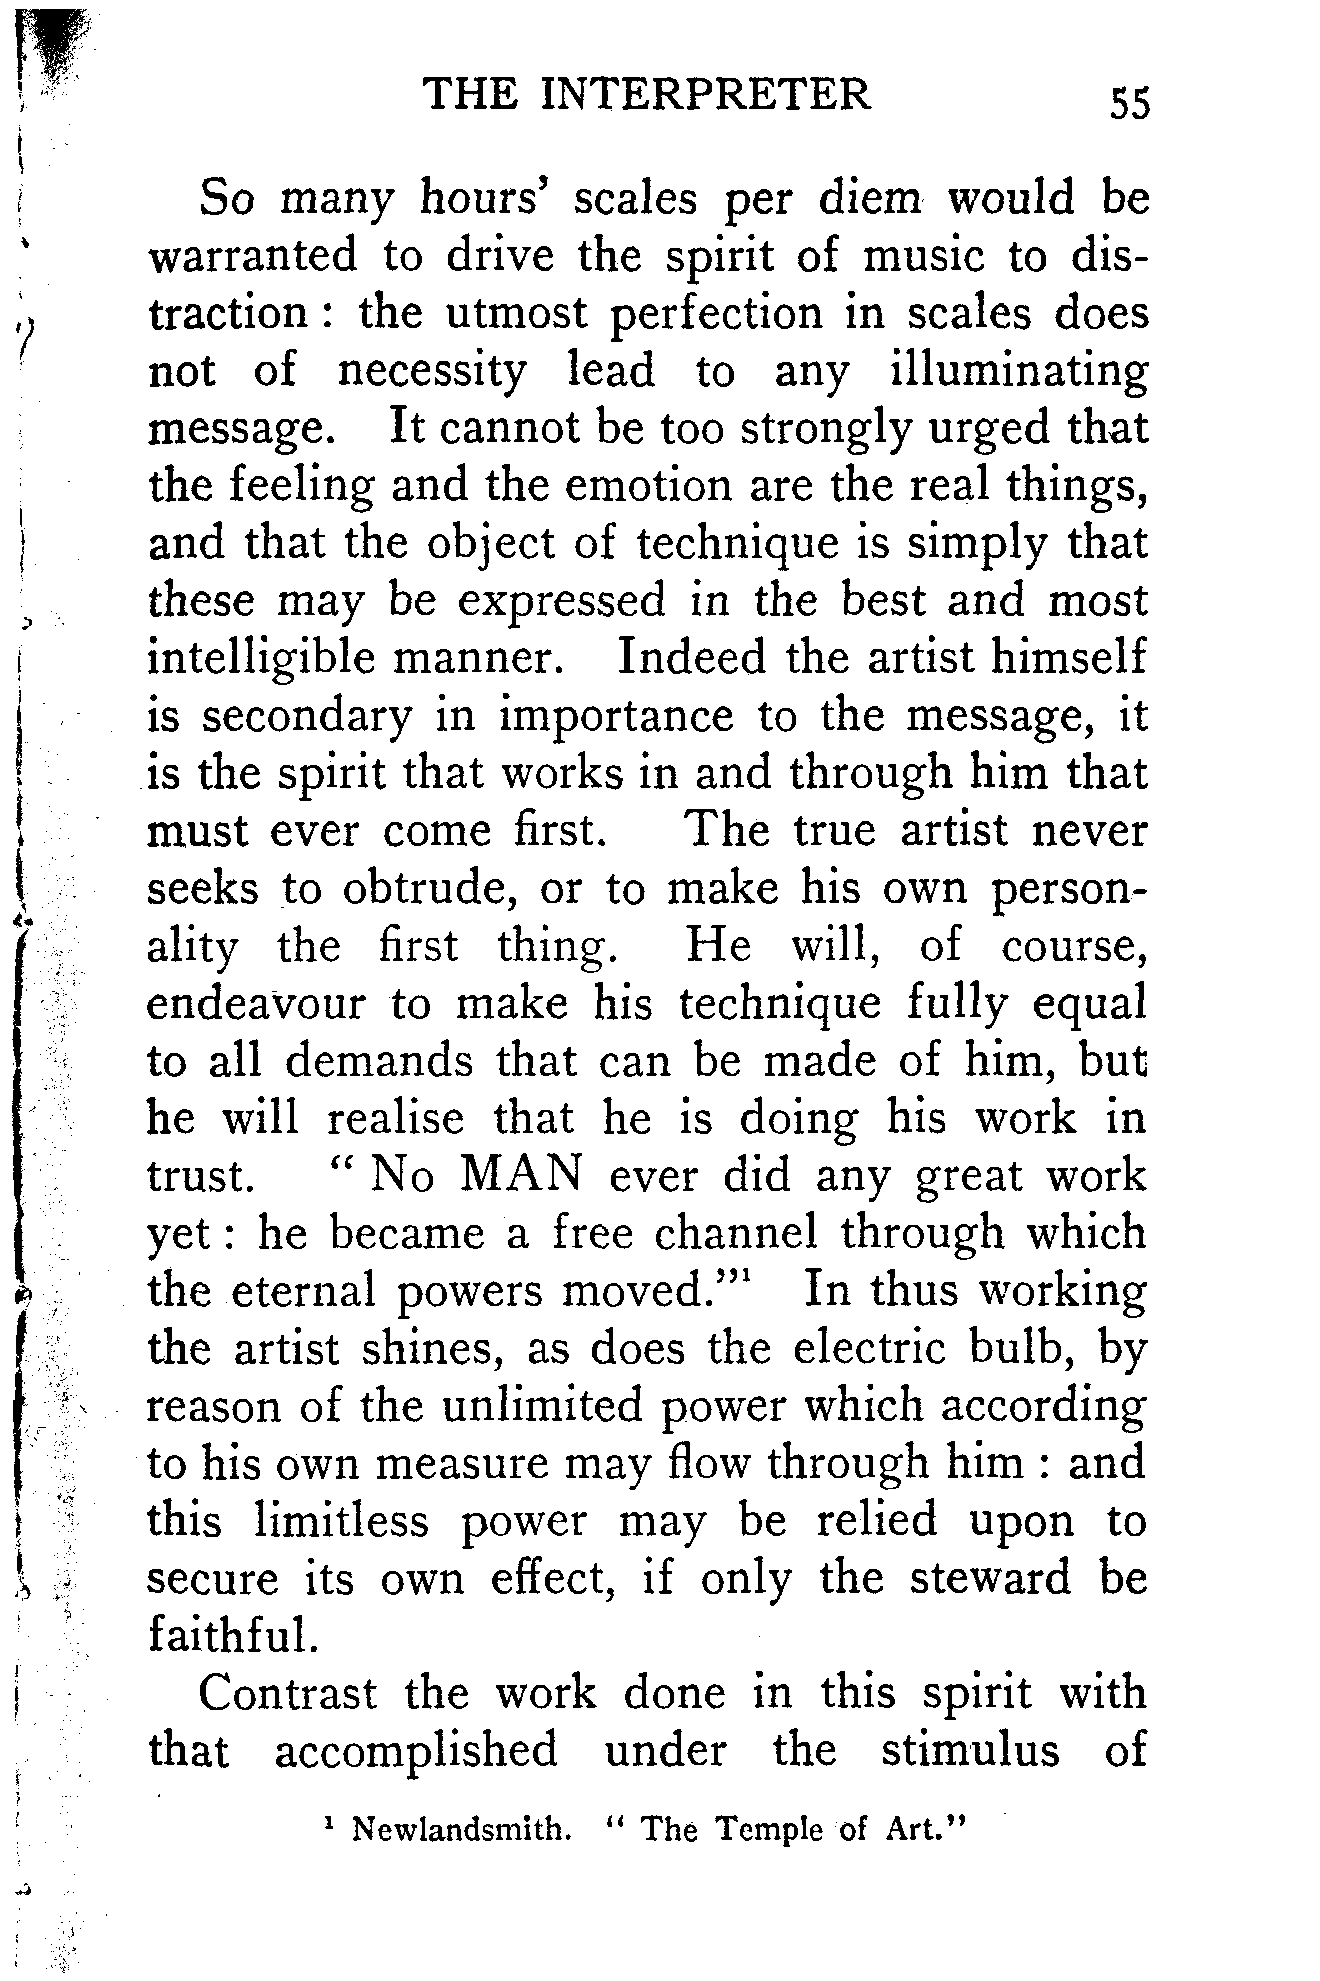 THE INTERPRETER 55
So many hours' scales per diem would be
warranted to drive the spirit of music to dis-
traction : the utmost perfection in scales does
not of necessity lead to any illuminating
message. It cannot be too strongly urged that
the feeling and the emotion are the real things,
and that the object of technique is simply that
these may be expressed in the best and most
intelligible manner. Indeed the artist himself
is secondary in importance to the message, it
is the spirit that works in and through him that
must ever come first. The true artist never
seeks to obtrude, or to make his own person-
ality the first thing. He will, of course,
endeavour to make his technique fully equal
to all demands that can be made of him, but
he will realise that he is doing his work in
trust. " No MAN ever did any great work
yet : he became a free channel through which
the eternal powers moved."¹ In thus working
the artist shines, as does the electric bulb, by
reason of the unlimited power which according
to his own measure may flow through him : and
this limitless power may be relied upon to
secure its own effect, if only the steward be
faithful.
Contrast the work done in this spirit with
that accomplished under the stimulus of
¹ Newlandsmith. " The Temple of Art."